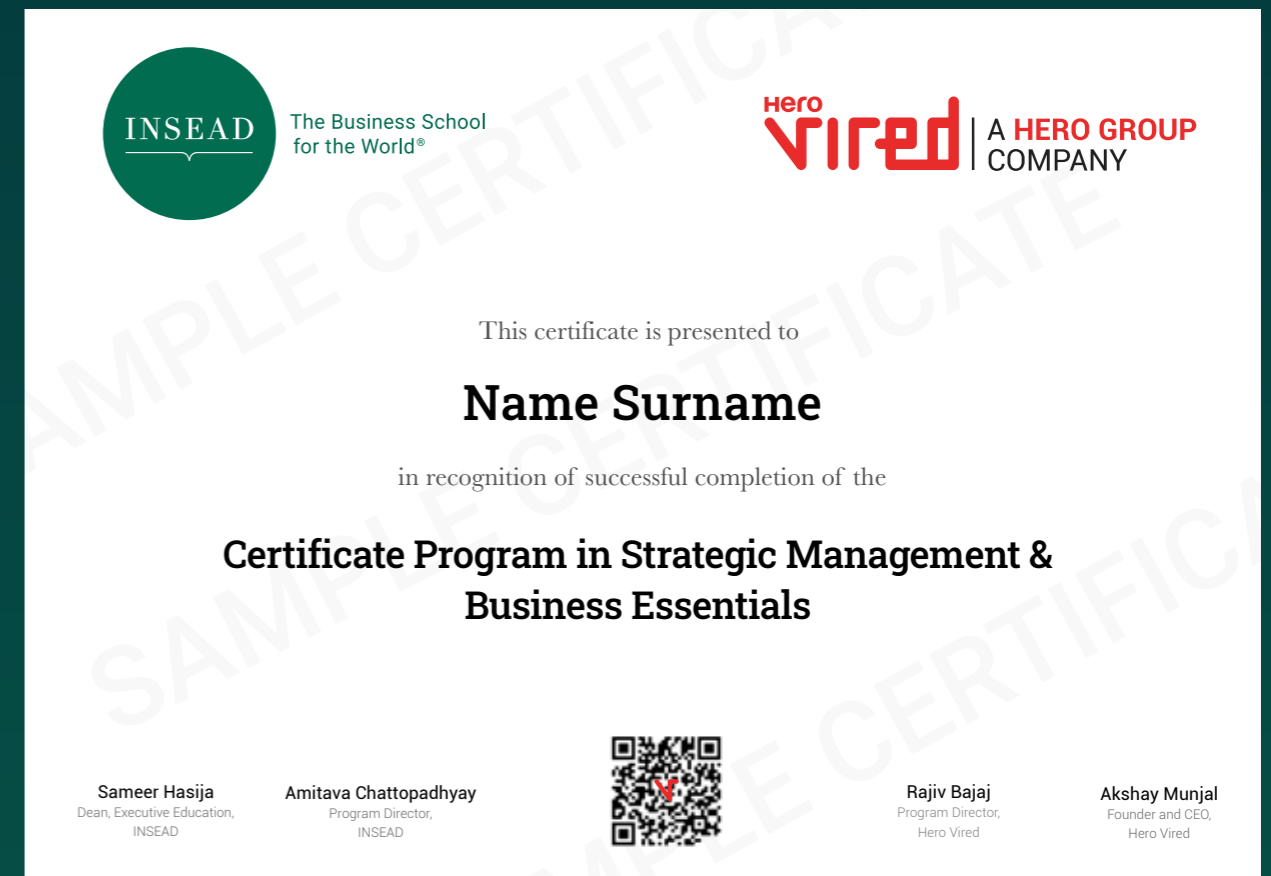 INSEAD
The Business School
for the World®
Hero
vired
A HERO GROUP
COMPANY
This certificate is presented to
Name Surname
in recognition of successful completion of the
Certificate Program in Strategic Management &
Business Essentials
Sameer Hasija
Dean, Executive Education,
INSEAD
Amitava Chattopadhyay
Program Director,
INSEAD
Rajiv Bajaj
Program Director,
Hero Vired
Akshay Munjal
Founder and CEO,
Hero Vired
SAMPLE CERTIFICATE